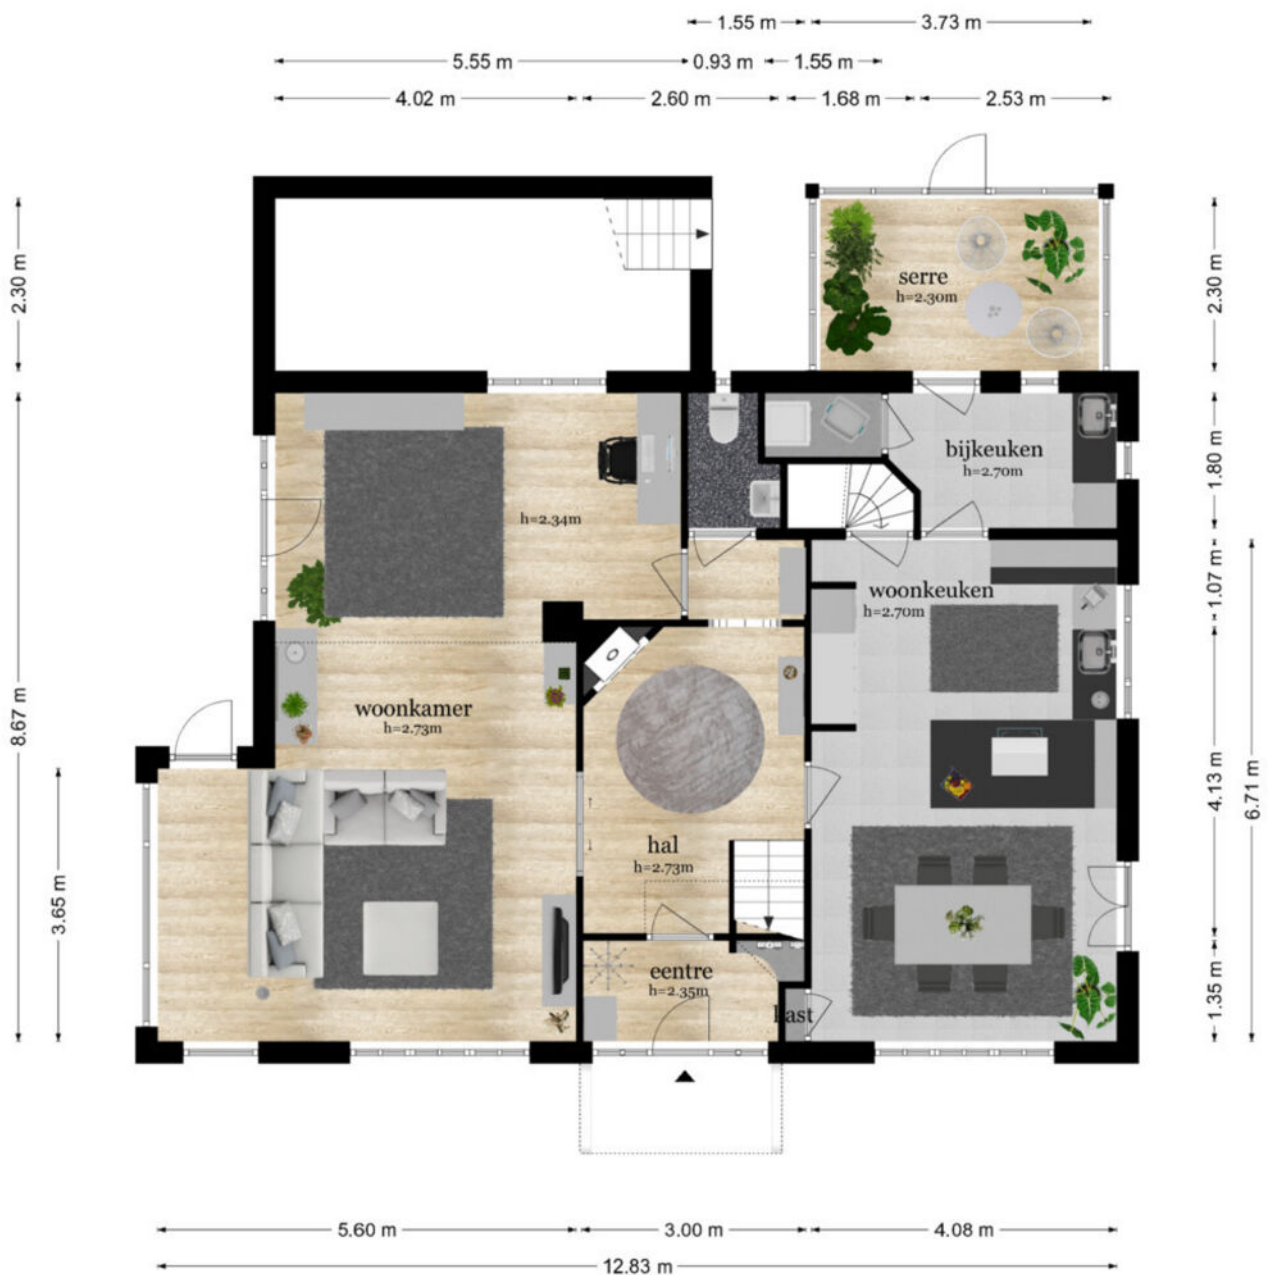 1.55 m
3.73 m
5.55 m
0.93 m
1.55 m
4.02 m
2.60 m
1.68 m
2.53 m
2.30 m
2.30 m
serre
h=2.30m
1.80 m
bijkeuken
h=2.70m
h=2.34m
1.07 m
woonkeuken
h=2.70m
8.67 m
woonkamer
h=2.73m
4.13 m
6.71 m
3.65 m
hal
h=2.73m
eentre
h=2.35m
kast
1.35 m
5.60 m
3.00 m
4.08 m
12.83 m